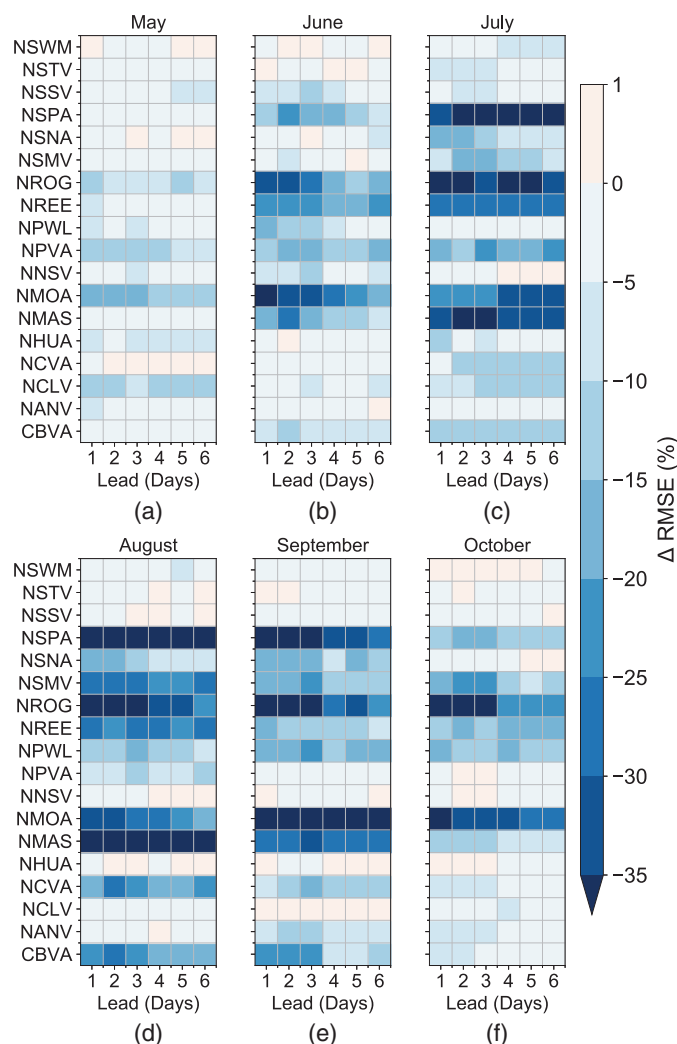 May
June
July
NSWM
NSTV
NSSV
NSPA
NSNA
NSMV
NROG
NREE
NPWL
NPVA
NNSV
NMOA
NMAS
NHUA
NCVA
NCLV
NANV
CBVA
1 2 3 4 5 6
1 2 3 4 5 6
1 2 3 4 5 6
Lead (Days)
Lead (Days)
Lead (Days)
(a)
(b)
(c)
August
September
October
NSWM
NSTV
NSSV
NSPA
NSNA
NSMV
NROG
NREE
NPWL
NPVA
NNSV
NMOA
NMAS
NHUA
NCVA
NCLV
NANV
CBVA
1 2 3 4 5 6
1 2 3 4 5 6
1 2 3 4 5 6
Lead (Days)
Lead (Days)
Lead (Days)
(d)
(e)
(f)
1
0
−5
−10
−15
−20
−25
−30
−35
Δ RMSE (%)